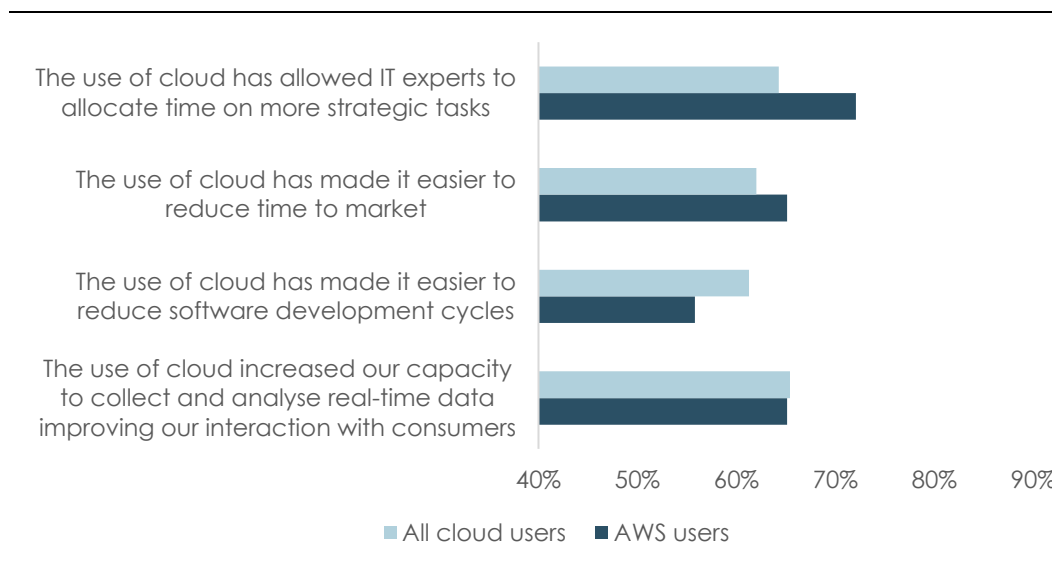 The use of cloud has allowed IT experts to
allocate time on more strategic tasks
The use of cloud has made it easier to
reduce time to market
The use of cloud has made it easier to
reduce software development cycles
The use of cloud increased our capacity
to collect and analyse real-time data
improving our interaction with consumers
40% 50% 60% 70% 80% 90%
All cloud users AWS users